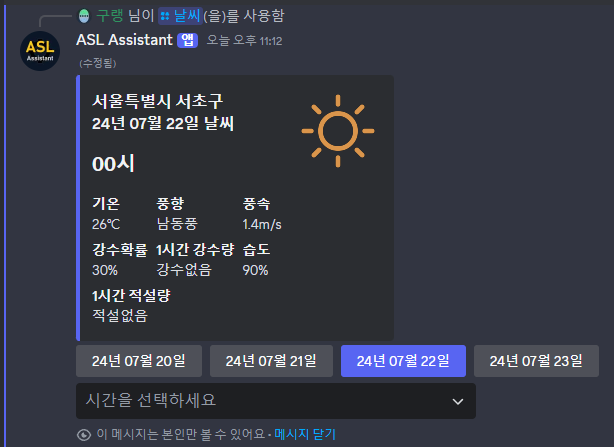 구랭 님이 날씨(을)를 사용함
ASL Assistant
ASL Assistant 앱 오늘 오후 11:12
(수정됨)
서울특별시 서초구
24년 07월 22일 날씨
00시
기온 풍향 풍속
26℃ 남동풍 1.4m/s
강수확률 1시간 강수량 습도
30% 강수없음 90%
1시간 적설량
적설없음
24년 07월 20일 24년 07월 21일 24년 07월 22일 24년 07월 23일
시간을 선택하세요
이 메시지는 본인만 볼 수 있어요 • 메시지 닫기